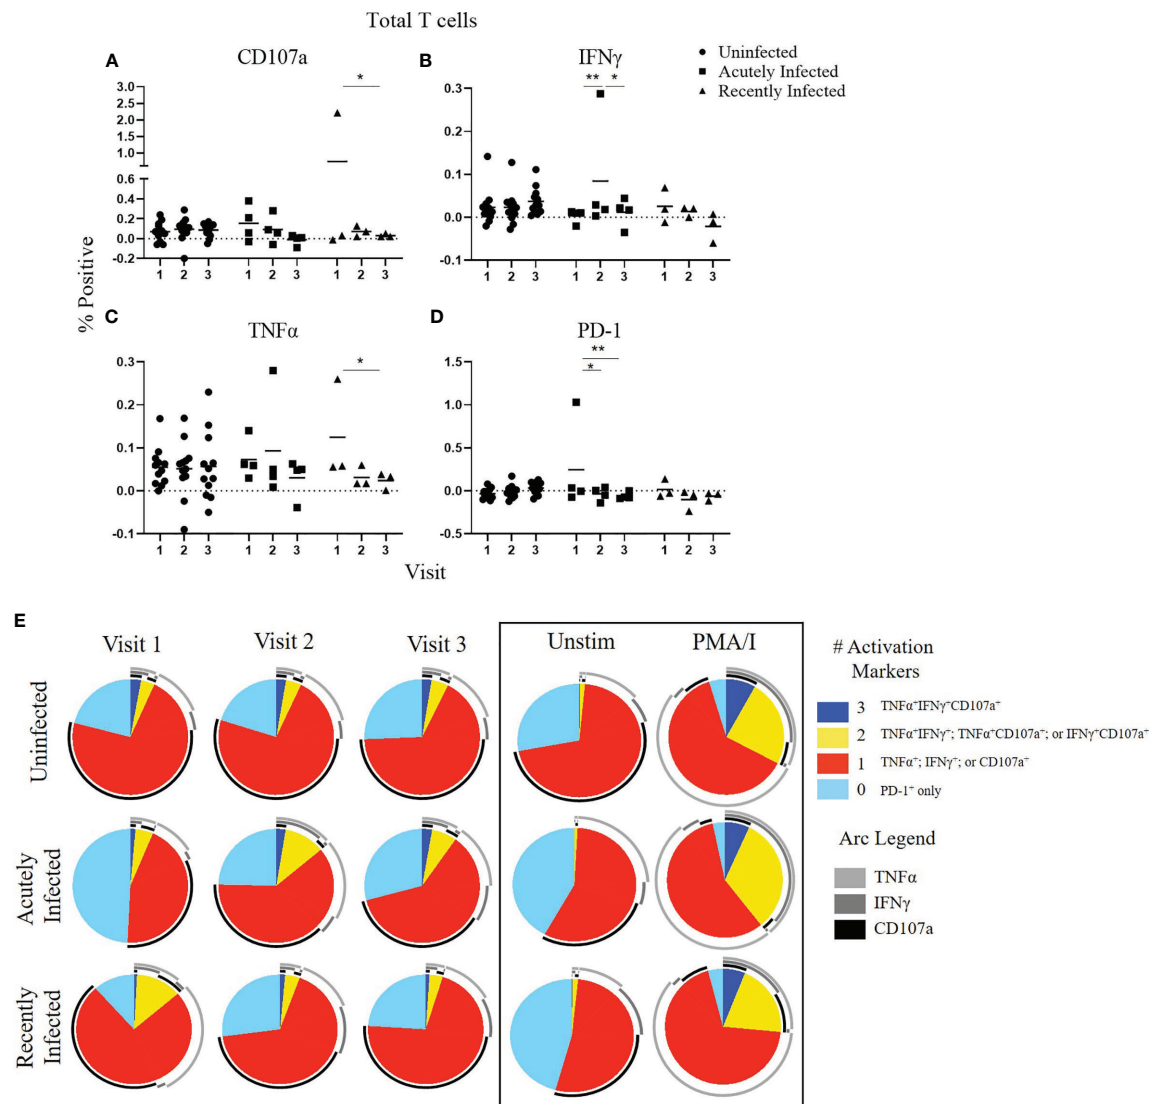 Total T cells
A
CD107a
B
IFNγ
Uninfected
Acutely Infected
Recently Infected
3.0
2.5
2.0
1.5
1.0
0.6
0.4
0.2
0.0
-0.2
*
1 2 3 1 2 3 1 2 3
0.3
0.2
0.1
0.0
-0.1
** *
1 2 3 1 2 3 1 2 3
% Positive
C
TNFα
D
PD-1
0.3
0.2
0.1
0.0
-0.1
*
1 2 3 1 2 3 1 2 3
1.5
1.0
0.5
0.0
-0.5
**
*
1 2 3 1 2 3 1 2 3
Visit
E
Visit 1 Visit 2 Visit 3 Unstim PMA/I
Uninfected
Acutely
Infected
Recently
Infected
# Activation
Markers
3 TNFα⁺IFNγ⁺CD107a⁺
2 TNFα⁺IFNγ⁺; TNFα⁺CD107a⁺; or IFNγ⁺CD107a⁺
1 TNFα⁺; IFNγ⁺; or CD107a⁺
0 PD-1⁺ only
Arc Legend
TNFα
IFNγ
CD107a